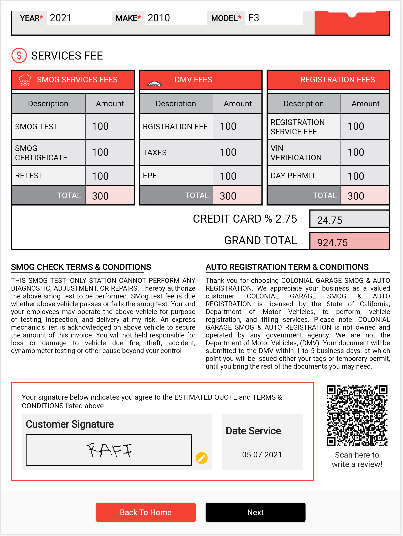 YEAR* 2021 MAKE* 2010 MODEL* F3
$ SERVICES FEE
SMOG SERVICES FEES DMV FEES REGISTRATION FEES
Description Amount Description Amount Description Amount
SMOG TEST 100 RGISTRATION FEE 100 REGISTRATION SERVICE FEE 100
SMOG CERTIGFICATE 100 TAXES 100 VIN VERIFICATION 100
RETEST 100 EPF 100 DAY PERMIT 100
TOTAL 300 TOTAL 300 TOTAL 300
CREDIT CARD % 2.75 24.75
GRAND TOTAL 924.75
SMOG CHECK TERMS & CONDITIONS
THIS SMOG TEST ONLY STATION CANNOT PERFORM ANY
DIAGNOSTIC, ADJUSTMENT, OR REPAIRS. I hereby authorize
the above smog test to be performed. SMog test fee is due
whether above vehicle passes or fails the smog test. You and
your employees may operate the above vehicle for purpose
of testing, inspection, and delivery at my risk. An express
mechanics lien is acknowledged on above vehicle to secure
the amount of this invoice. You will not held responsible for
loss or damage to vehicle due fire, theft, accident,
dynamometer testing or other cause beyond your control
AUTO REGISTRATION TERM & CONDITIONS
Thank you for choosing COLONIAL GARAGE SMOG & AUTO
REGISTRATION. We appreciate your business as a valued
customer. COLONIAL GARAGE SMOG & AUTO
REGISTRATION is licensed by the State of California,
Department of Motor Vehicles, to perform vehicle
registration, and titling services. Please note: COLONIAL
GARAGE SMOG & AUTO REGISTRATION is not owned and
operated by any government agency. We are not the
Department of Motor Vehicles, (DMV). Your document will be
submitted to the DMV within 1 to 5 business days, at which
point you will be issued either your tags or temporary permit,
until you bring the rest of the documents you may need.
Your signature below indicates you agree to the ESTIMATED QUOTE and TERMS &
CONDITIONS listed above
Customer Signature
RAFI
Date Service
05 07 2021
Scan here to
write a review!
Back To Home Next